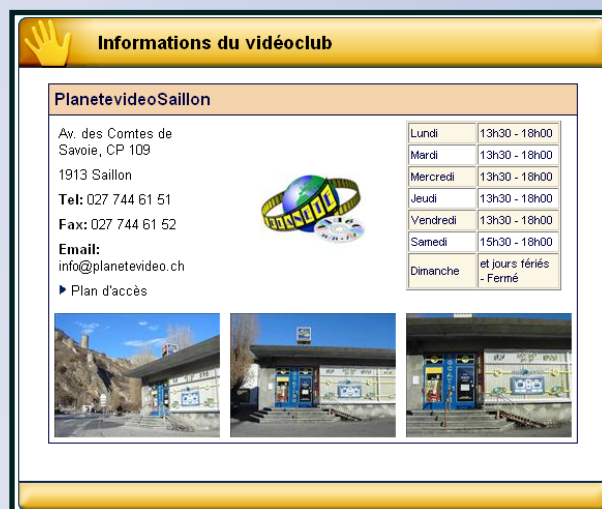 Informations du vidéoclub
PlanetevideoSaillon
Av. des Comtes de
Savoie, CP 109
1913 Saillon
Tel: 027 744 61 51
Fax: 027 744 61 52
Email:
info@planetevideo.ch
Plan d'accès
Lundi 13h30 - 18h00
Mardi 13h30 - 18h00
Mercredi 13h30 - 18h00
Jeudi 13h30 - 18h00
Vendredi 13h30 - 18h00
Samedi 15h30 - 18h00
Dimanche et jours fériés
- Fermé